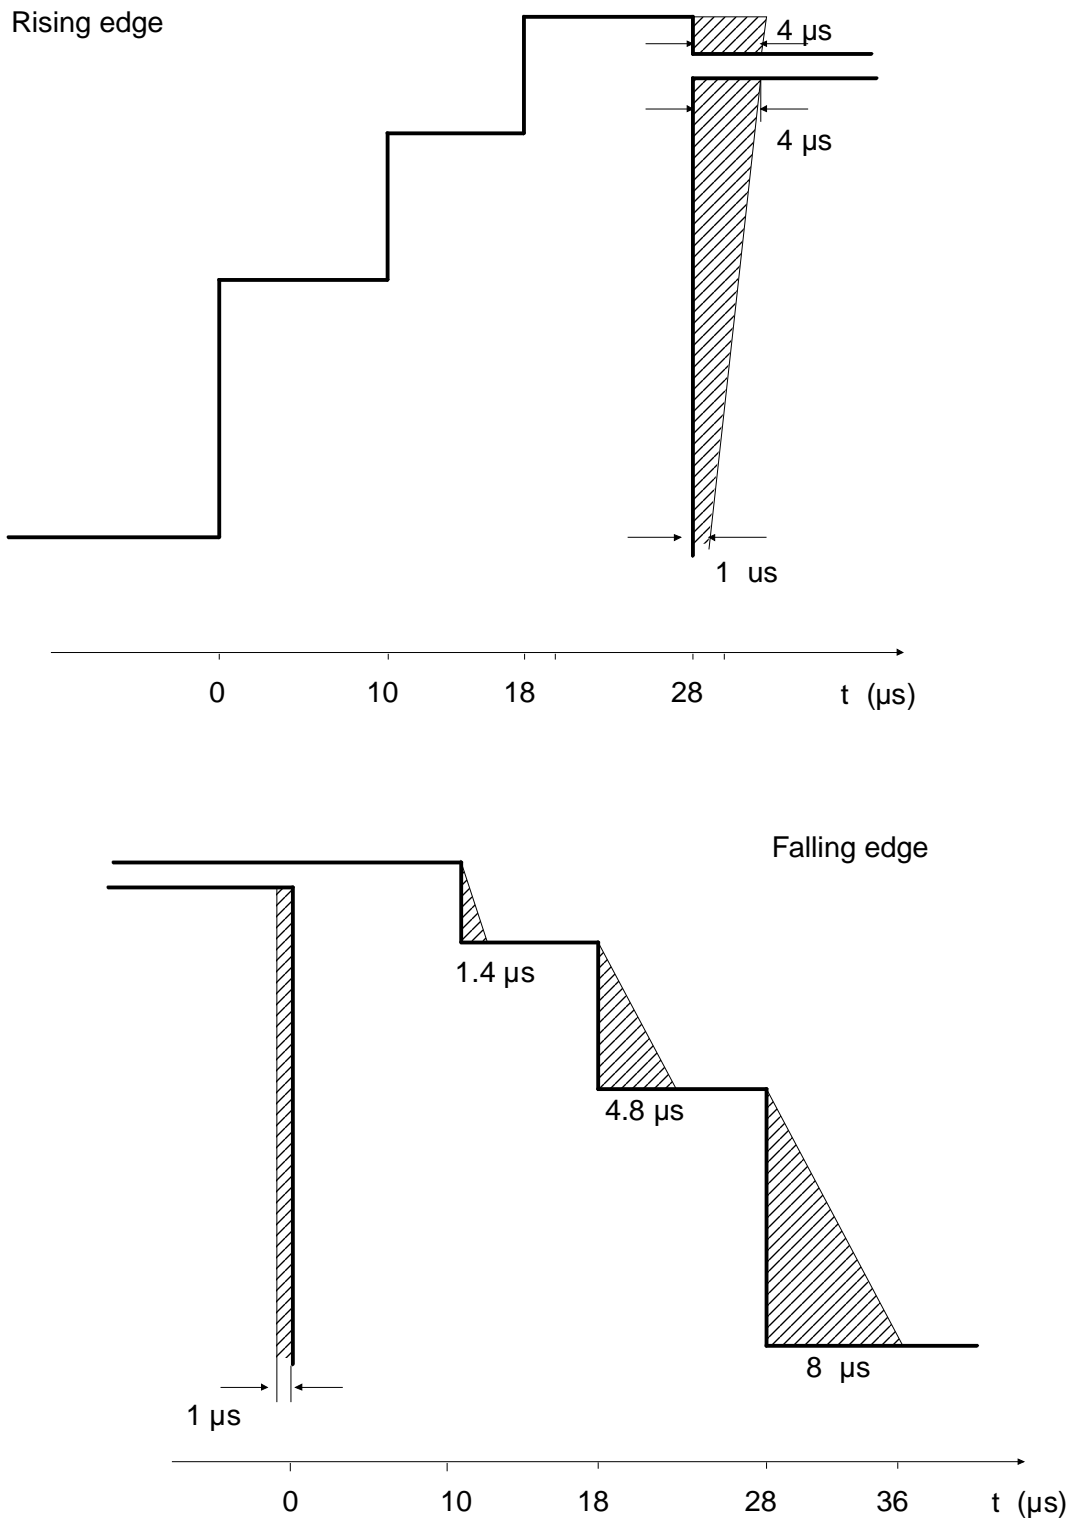 Rising edge
4 µs
4 µs
1 us
0 10 18 28 t (µs)
Falling edge
1.4 µs
4.8 µs
8 µs
1 µs
0 10 18 28 36 t (µs)